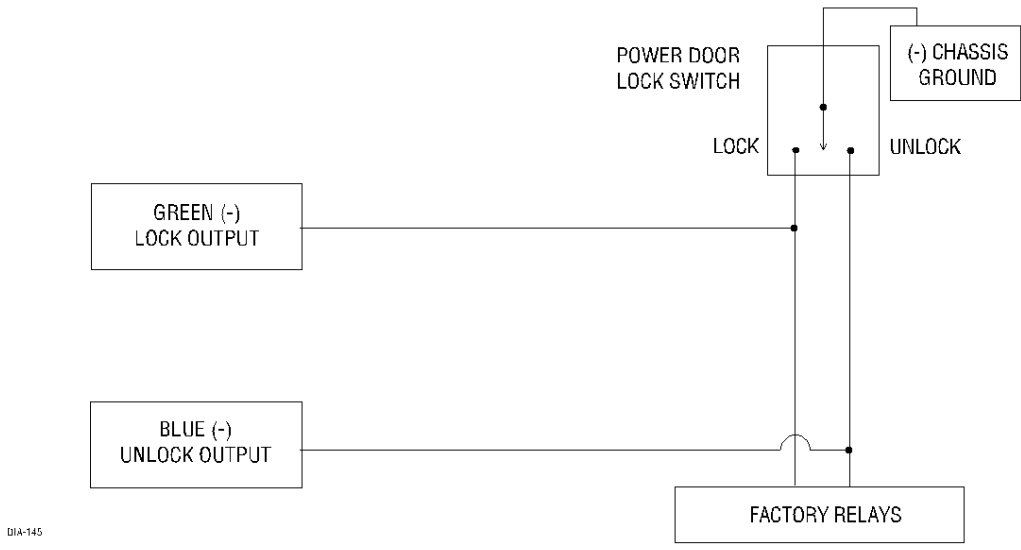 POWER DOOR
LOCK SWITCH
(-) CHASSIS
GROUND
LOCK
UNLOCK
GREEN (-)
LOCK OUTPUT
BLUE (-)
UNLOCK OUTPUT
FACTORY RELAYS
DIA-145